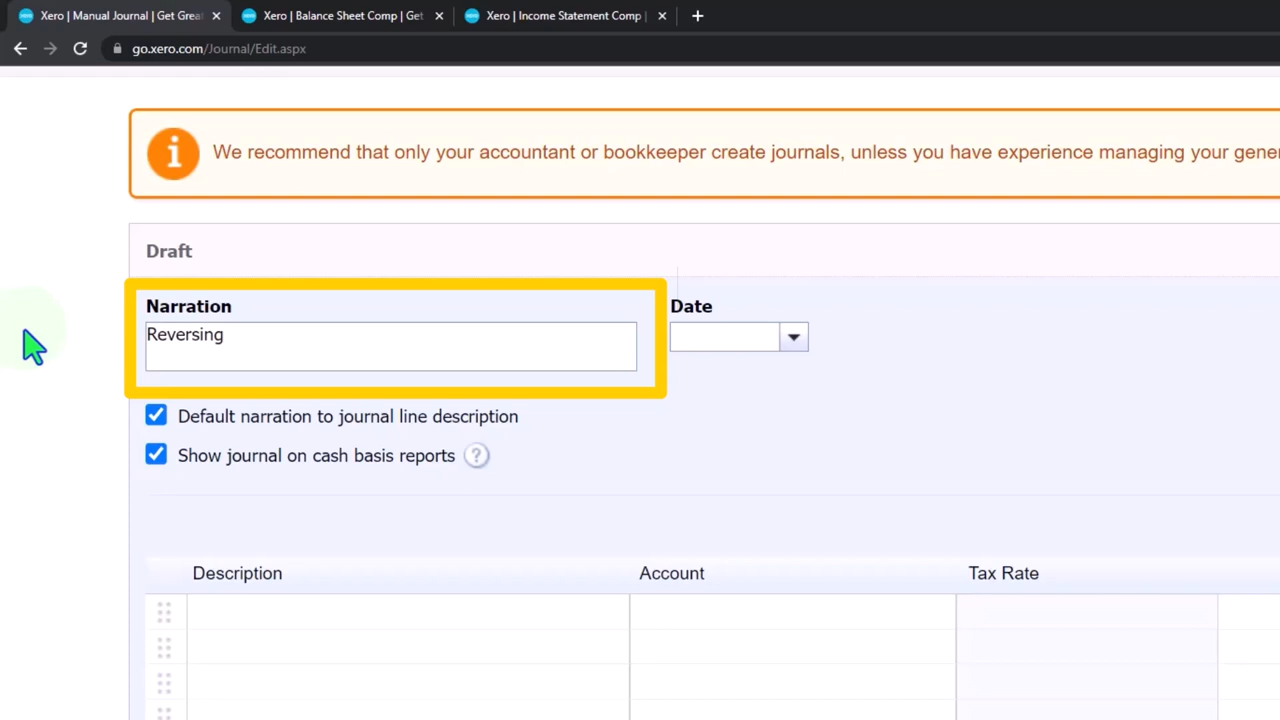 Xero | Manual Journal | Get Grea
Xero | Balance Sheet Comp | Get
Xero | Income Statement Comp |
go.xero.com/Journal/Edit.aspx
We recommend that only your accountant or bookkeeper create journals, unless you have experience managing your gener
Draft
Narration
Date
Reversing
Default narration to journal line description
Show journal on cash basis reports ?
Description Account Tax Rate